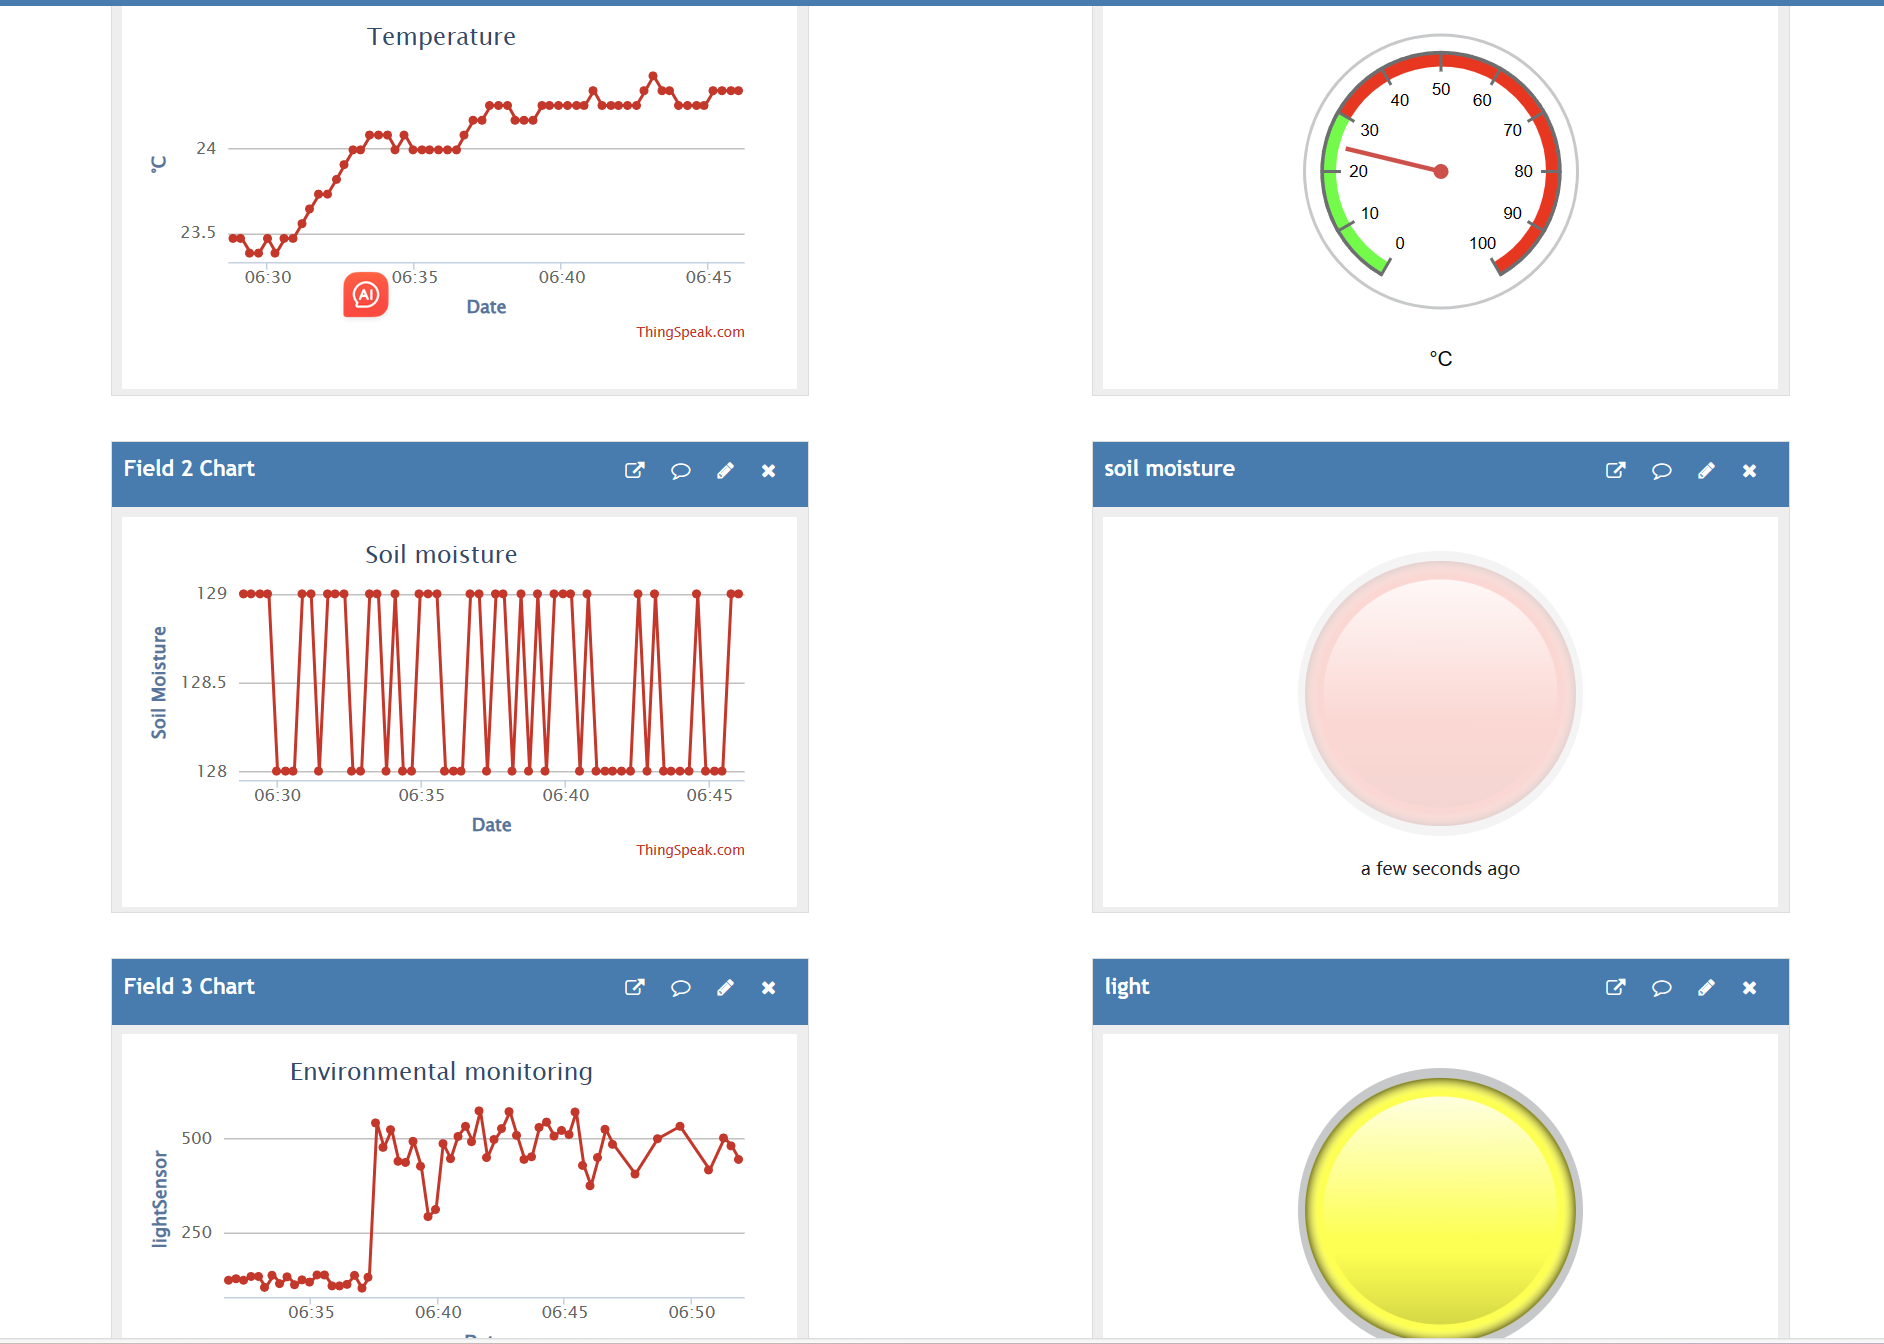 Temperature
°C
24
23.5
06:30
06:35
06:40
06:45
AI
Date
ThingSpeak.com
0
10
20
30
40
50
60
70
80
90
100
°C
Field 2 Chart
Soil moisture
Soil Moisture
129
128.5
128
06:30
06:35
06:40
06:45
Date
ThingSpeak.com
soil moisture
a few seconds ago
Field 3 Chart
Environmental monitoring
lightSensor
500
250
06:35
06:40
06:45
06:50
light